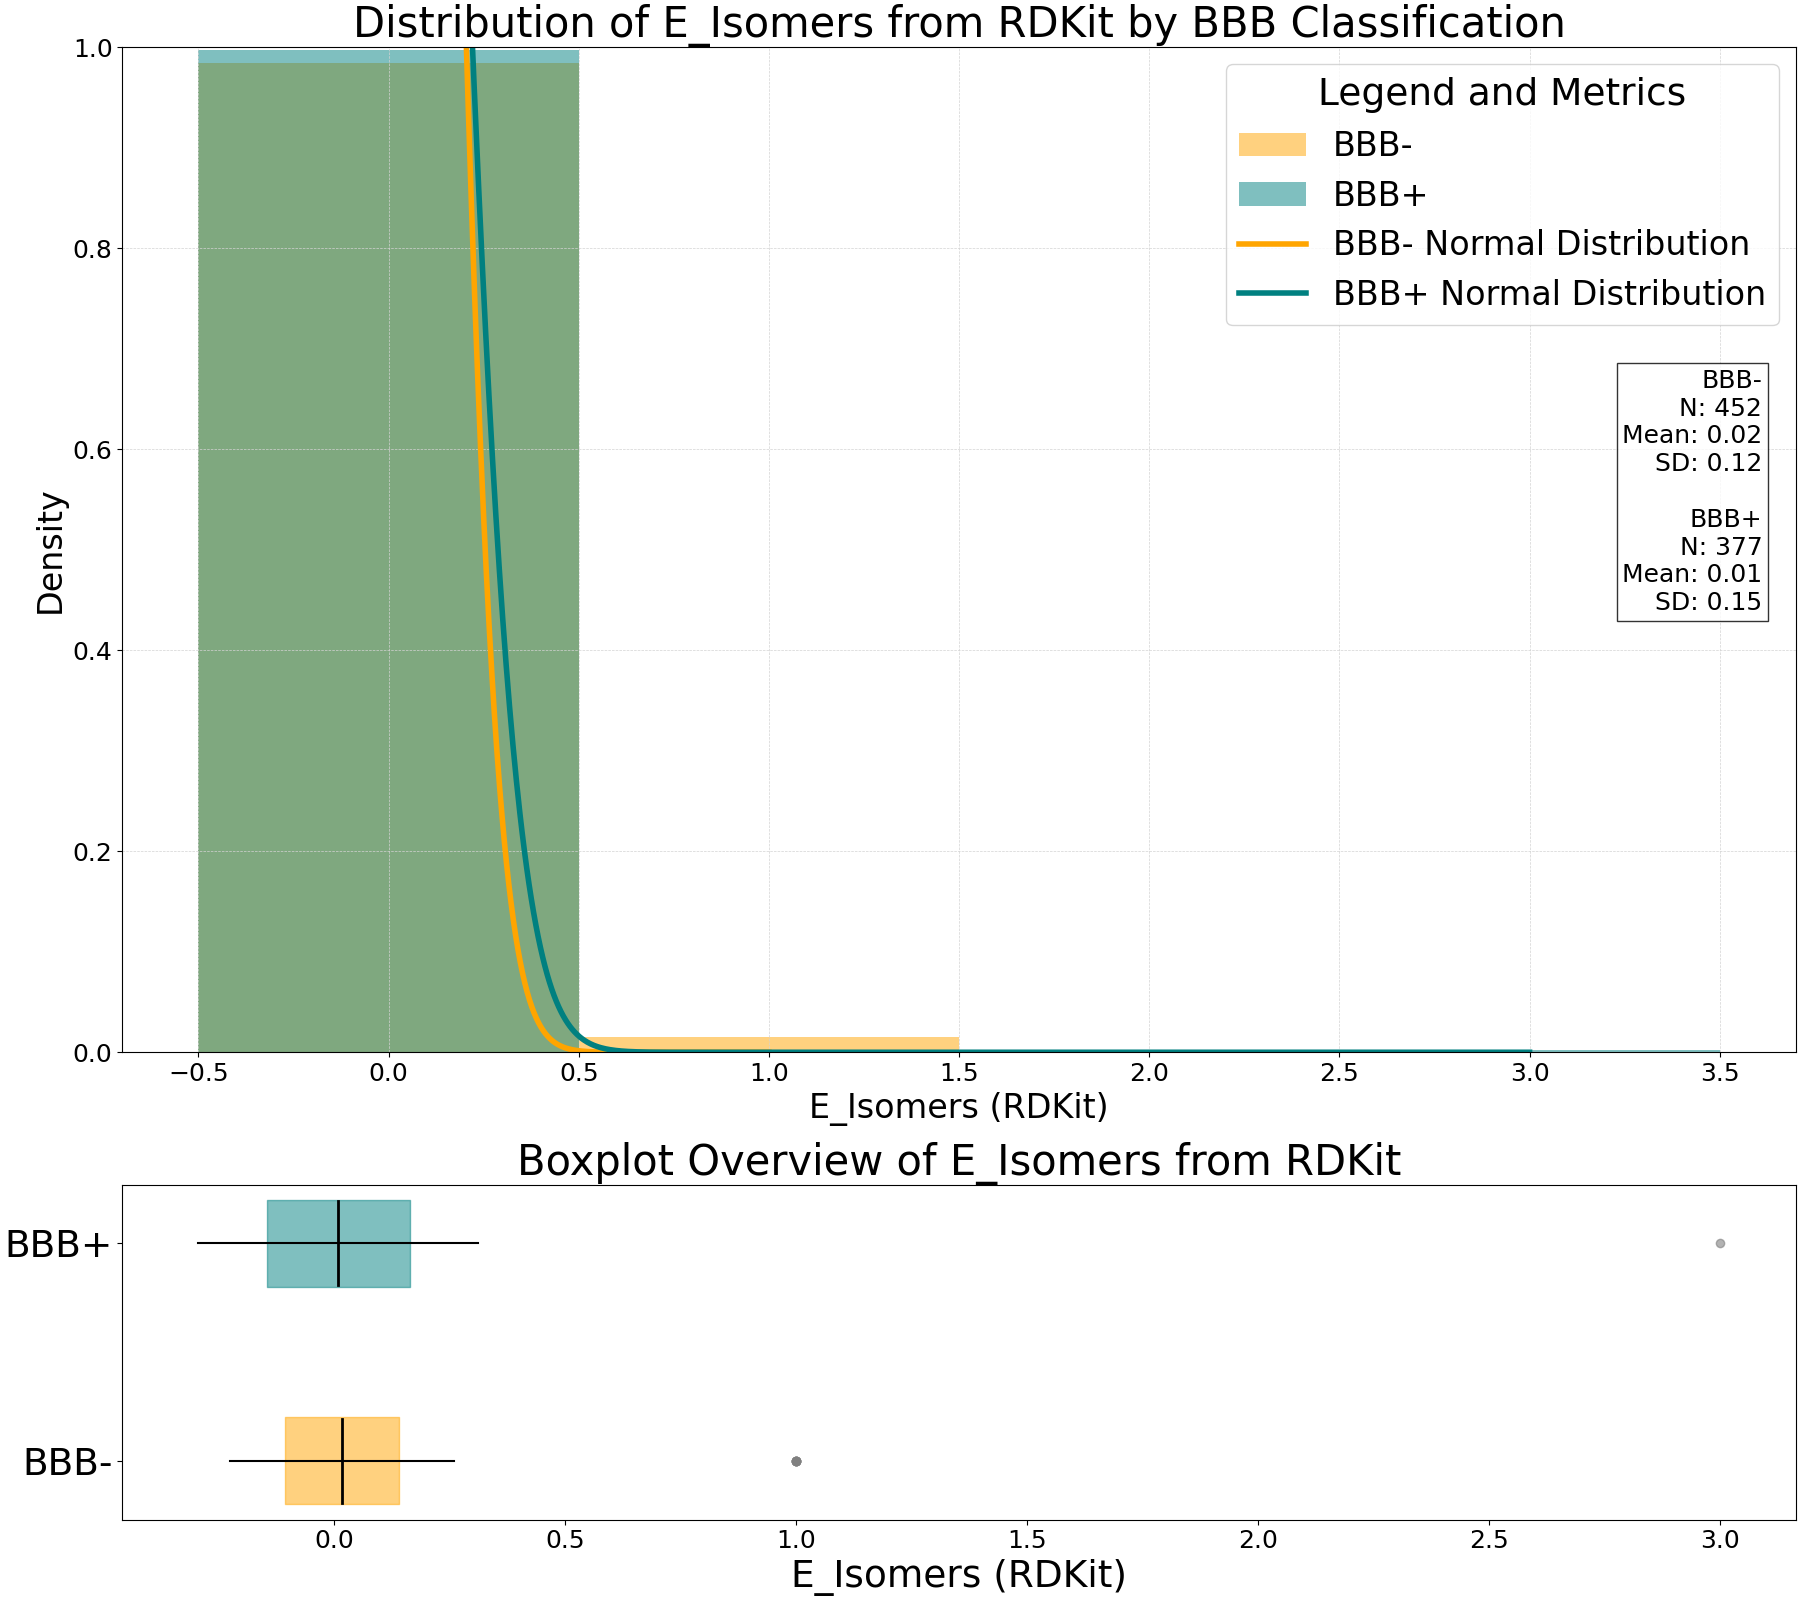 Distribution of E_Isomers from RDKit by BBB Classification
Legend and Metrics
BBB-
BBB+
BBB- Normal Distribution
BBB+ Normal Distribution
BBB-
N: 452
Mean: 0.02
SD: 0.12
BBB+
N: 377
Mean: 0.01
SD: 0.15
Density
1.0
0.8
0.6
0.4
0.2
0.0
−0.5 0.0 0.5 1.0 1.5 2.0 2.5 3.0 3.5
E_Isomers (RDKit)
Boxplot Overview of E_Isomers from RDKit
BBB+
BBB-
0.0 0.5 1.0 1.5 2.0 2.5 3.0
E_Isomers (RDKit)